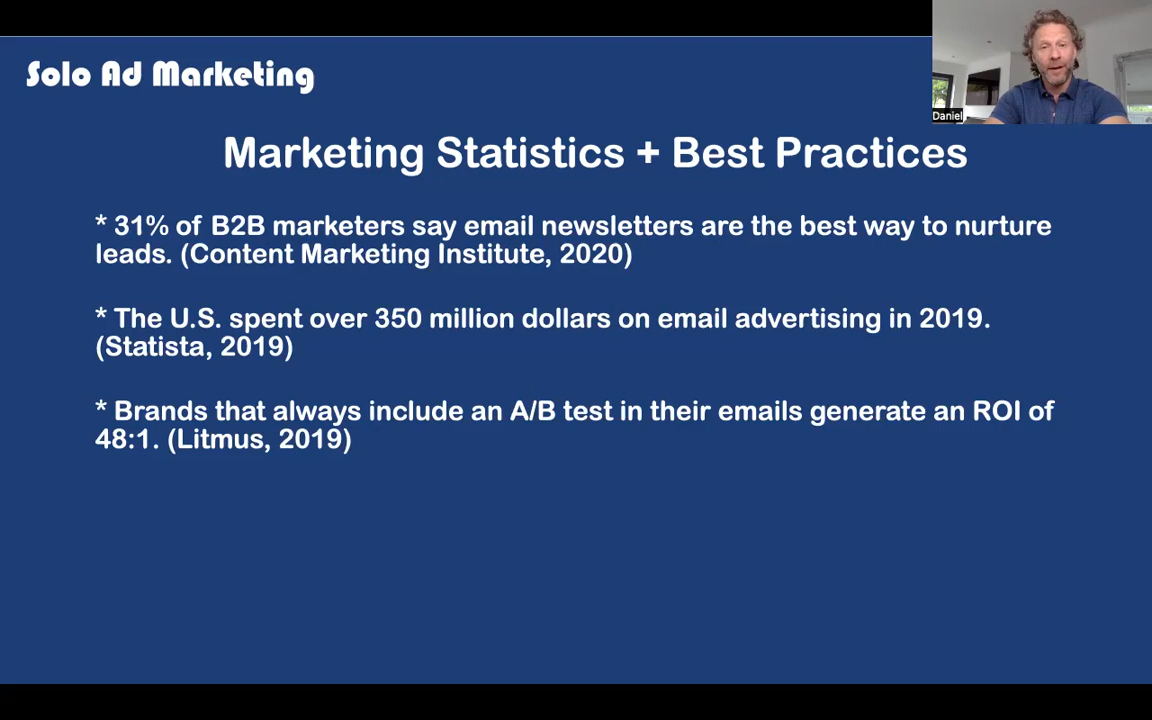 Solo Ad Marketing
Daniel
Marketing Statistics + Best Practices
* 31% of B2B marketers say email newsletters are the best way to nurture
leads. (Content Marketing Institute, 2020)
* The U.S. spent over 350 million dollars on email advertising in 2019.
(Statista, 2019)
* Brands that always include an A/B test in their emails generate an ROI of
48:1. (Litmus, 2019)